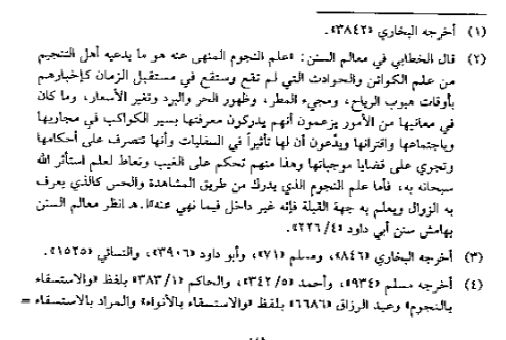 (١) أخرجه البخاري «٣٨٤٢».
(٢) قال الخطابي في معالم السنن: «علم النجوم المنهى عنه هو ما يدعيه أهل التنجيم
من علم الكوائن والحوادث التي لم تقع وستقع في مستقبل الزمان كإخبارهم
بأوقات هبوب الرياح، ومجيء المطر، وظهور الحر والبرد وتغير الأسعار، وما كان
في معانيها من الأمور يزعمون أنهم يدركون معرفتها بسير الكواكب في مجاريها
وباجتماعها واقترانها ويدعون أن لها تأثيراً في السفليات وأنها تتصرف على أحكامها
وتجري على قضايا موجباتها وهذا منهم تحكم على الغيب وتعاط لعلم استأثر الله
سبحانه به، فأما علم النجوم الذي يدرك من طريق المشاهدة والحس كالذي يعرف
به الزوال ويعلم به جهة القبلة فإنه غير داخل فيما نهي عنه» ا.هـ انظر معالم السنن
بهامش سنن أبي داود «٢٢٦/٤».
(٣) أخرجه البخاري «٨٤٦»، ومسلم «٧١»، وأبو داود «٣٩٠٦»، والنسائي «١٥٢٥».
(٤) أخرجه مسلم «٩٣٤»، وأحمد «٣٤٢/٥»، والحاكم «٣٨٣/١» بلفظ «والاستسقاء
بالنجوم» وعبد الرزاق «٦٦٨٦» بلفظ «والاستسقاء بالأنواء» والمراد بالاستسقاء =